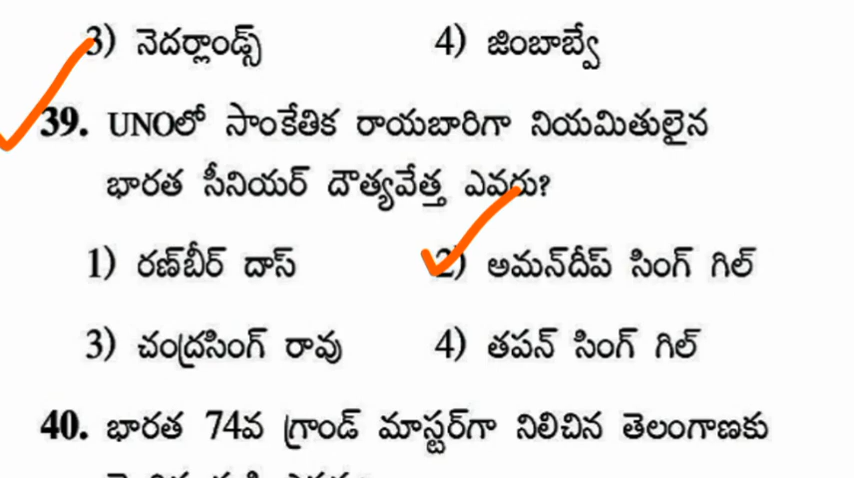 3) నెదర్లాండ్స్ 4) జింబాబ్వే
39. UNOలో సాంకేతిక రాయబారిగా నియమితులైన
భారత సీనియర్ దౌత్యవేత్త ఎవరు?
1) రణ్‌బీర్ దాస్ 2) అమన్‌దీప్ సింగ్ గిల్
3) చంద్రసింగ్ రావు 4) తపన్ సింగ్ గిల్
40. భారత 74వ గ్రాండ్ మాస్టర్‌గా నిలిచిన తెలంగాణకు